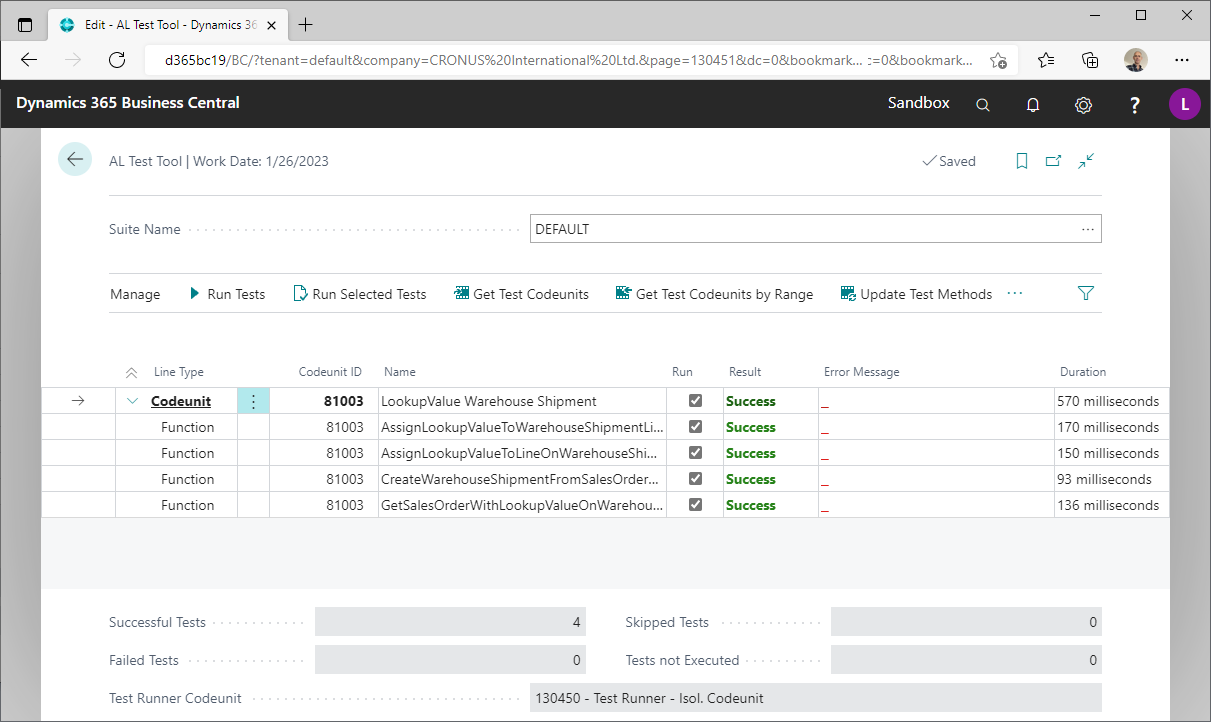 Edit - AL Test Tool - Dynamics 36
d365bc19/BC/?tenant=default&company=CRONUS%20International%20Ltd.&page=130451&dc=0&bookmark... :=0&bookmark...
Dynamics 365 Business Central
Sandbox
?
L
AL Test Tool | Work Date: 1/26/2023
Saved
Suite Name
DEFAULT
Manage Run Tests Run Selected Tests Get Test Codeunits Get Test Codeunits by Range Update Test Methods ...
Line Type Codeunit ID Name Run Result Error Message Duration
Codeunit 81003 LookupValue Warehouse Shipment Success _ 570 milliseconds
Function 81003 AssignLookupValueToWarehouseShipmentLi... Success _ 170 milliseconds
Function 81003 AssignLookupValueToLineOnWarehouseShi... Success _ 150 milliseconds
Function 81003 CreateWarehouseShipmentFromSalesOrder... Success _ 93 milliseconds
Function 81003 GetSalesOrderWithLookupValueOnWarehou... Success _ 136 milliseconds
Successful Tests 4 Skipped Tests 0
Failed Tests 0 Tests not Executed 0
Test Runner Codeunit 130450 - Test Runner - Isol. Codeunit